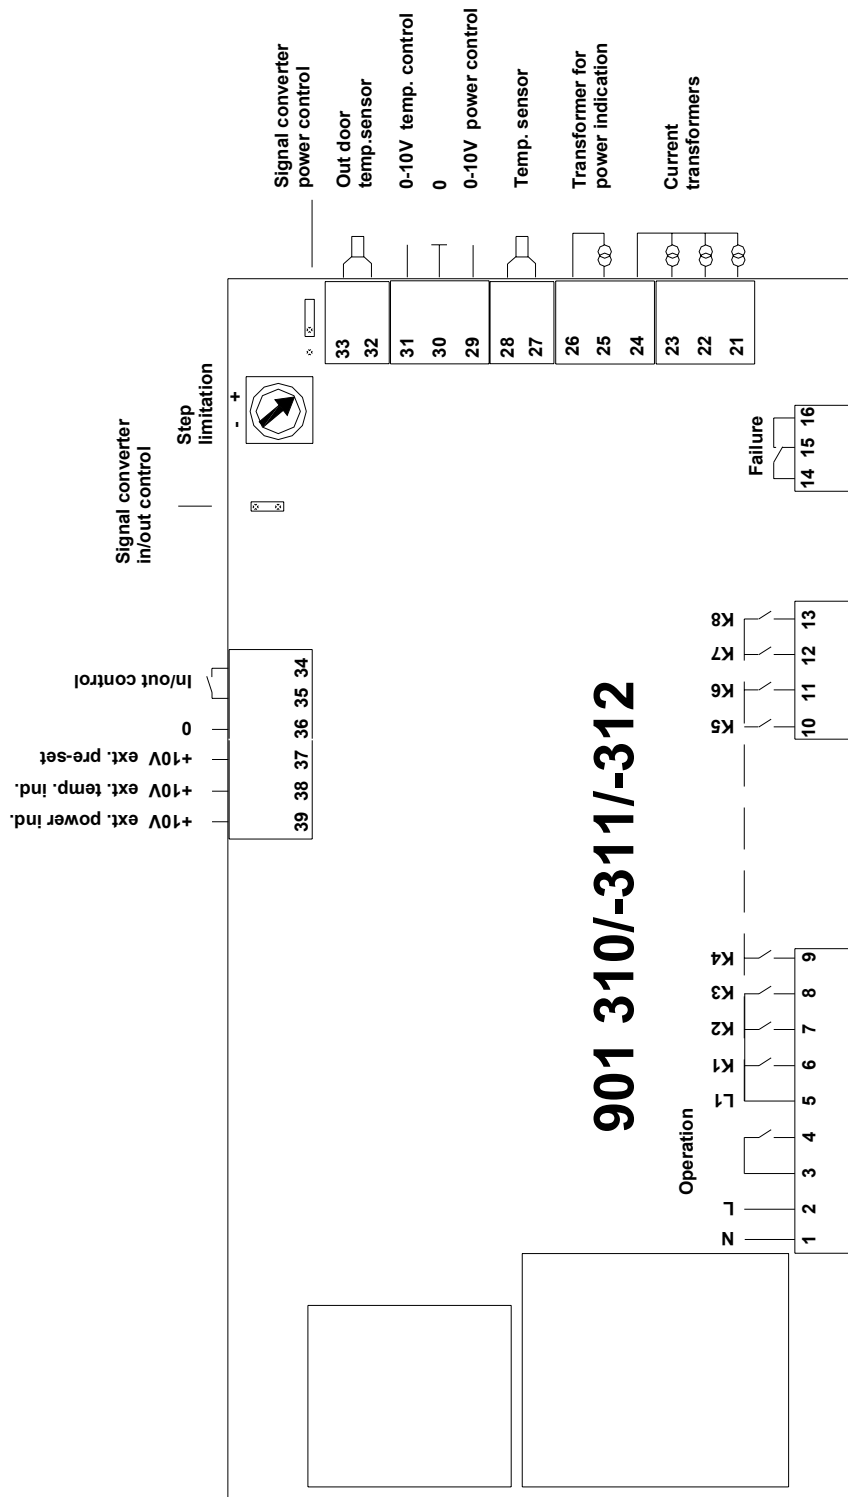 Signal converter
power control
Out door
temp.sensor
0-10V temp. control
0
0-10V power control
Temp. sensor
Transformer for
power indication
Current
transformers
33
32
31
30
29
28
27
26
25
24
23
22
21
Step
limitation
- +
Signal converter
in/out control
Failure
14 15 16
In/out control
0
+10V ext. pre-set
+10V ext. temp. ind.
+10V ext. power ind.
34
35
36
37
38
39
901 310/-311/-312
K8
K7
K6
K5
13
12
11
10
K4
K3
K2
K1
L1
Operation
L
N
9
8
7
6
5
4
3
2
1